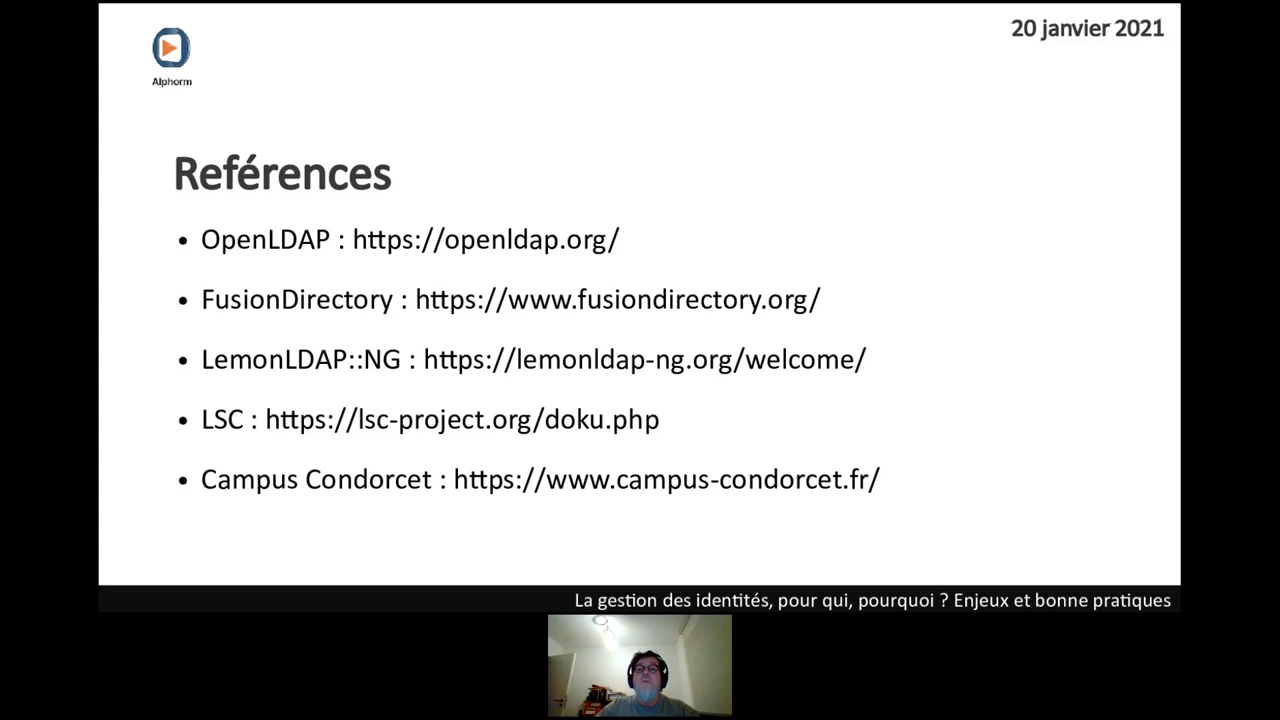 20 janvier 2021
Alphorm
Reférences
• OpenLDAP : https://openldap.org/
• FusionDirectory : https://www.fusiondirectory.org/
• LemonLDAP::NG : https://lemonldap-ng.org/welcome/
• LSC : https://lsc-project.org/doku.php
• Campus Condorcet : https://www.campus-condorcet.fr/
La gestion des identités, pour qui, pourquoi ? Enjeux et bonne pratiques